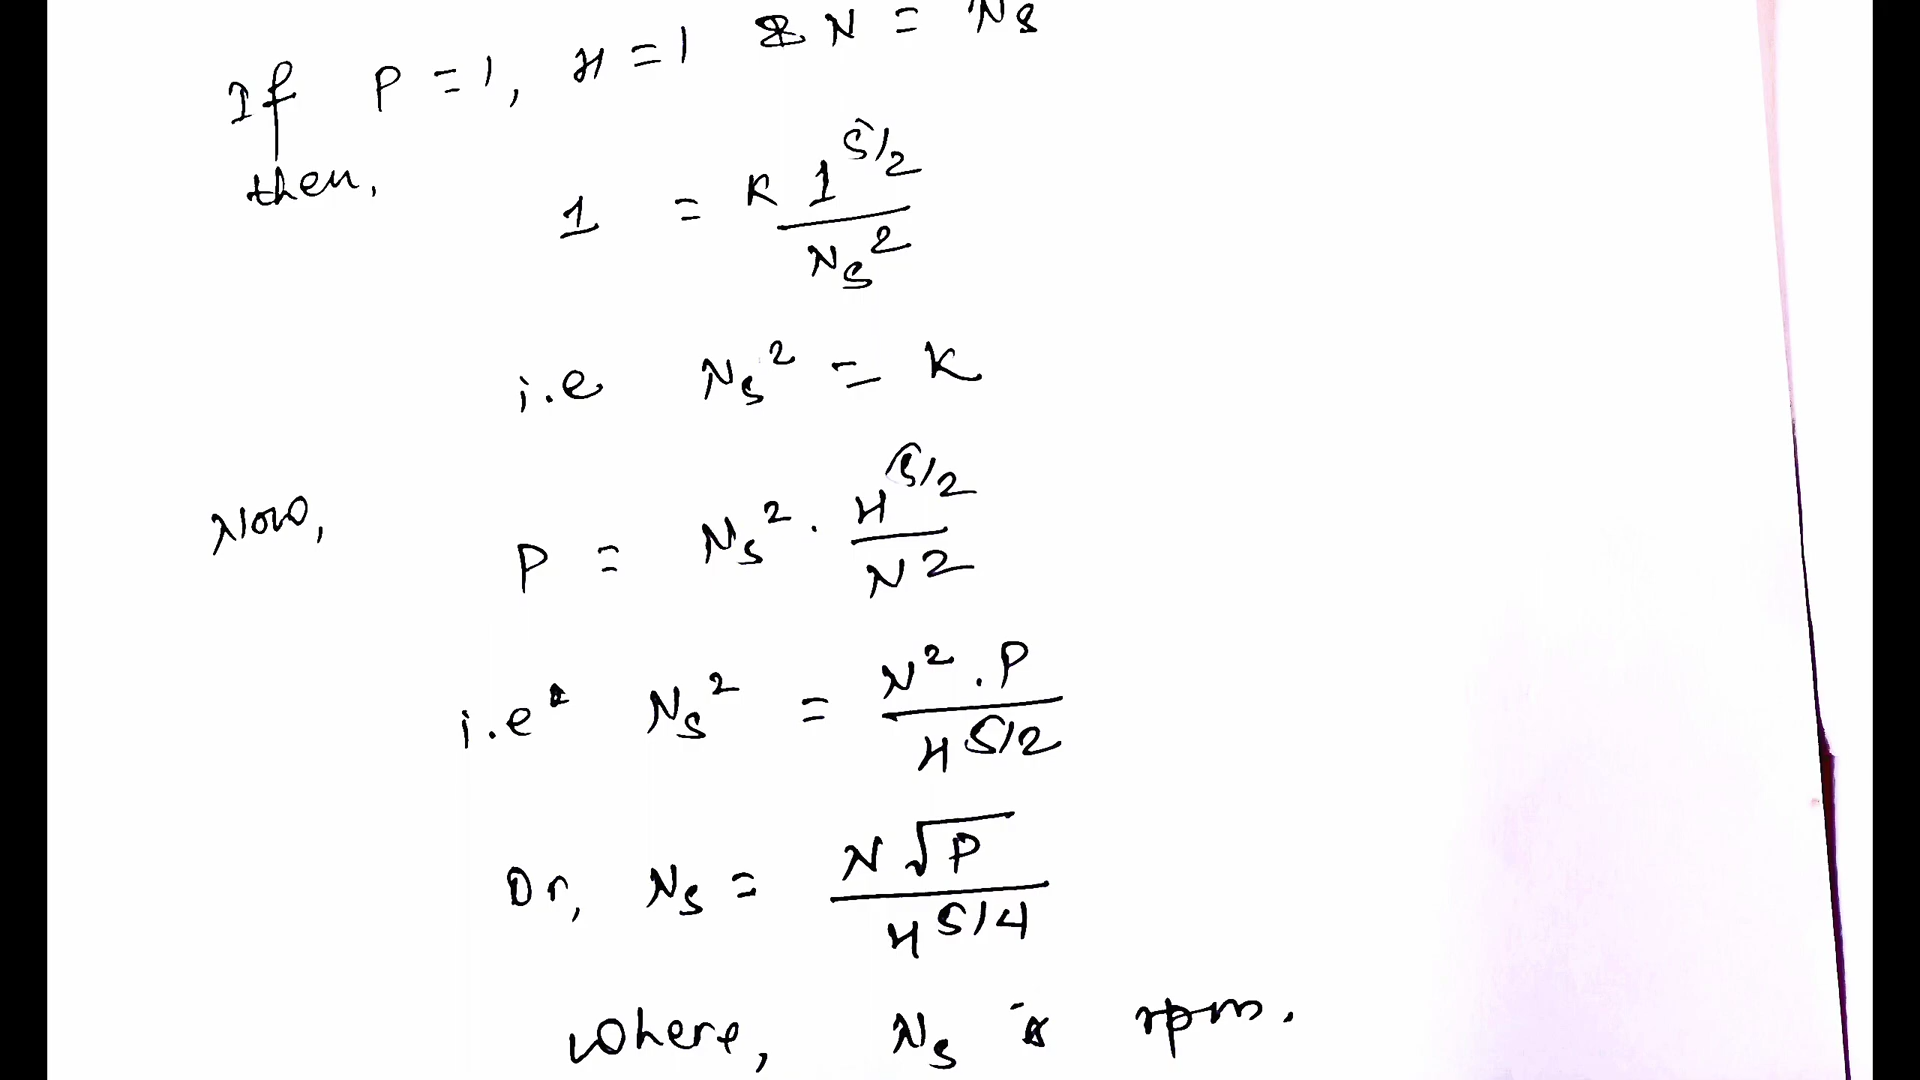 If P = 1, H = 1 & N = Ns
then,
1 = K 1^5/2 / Ns^2
i.e Ns^2 = K
Now,
P = Ns^2 . H^5/2 / N2
i.e Ns^2 = N^2 . P / H^5/2
Or, Ns = N √P / H^5/4
where, Ns is rpm.